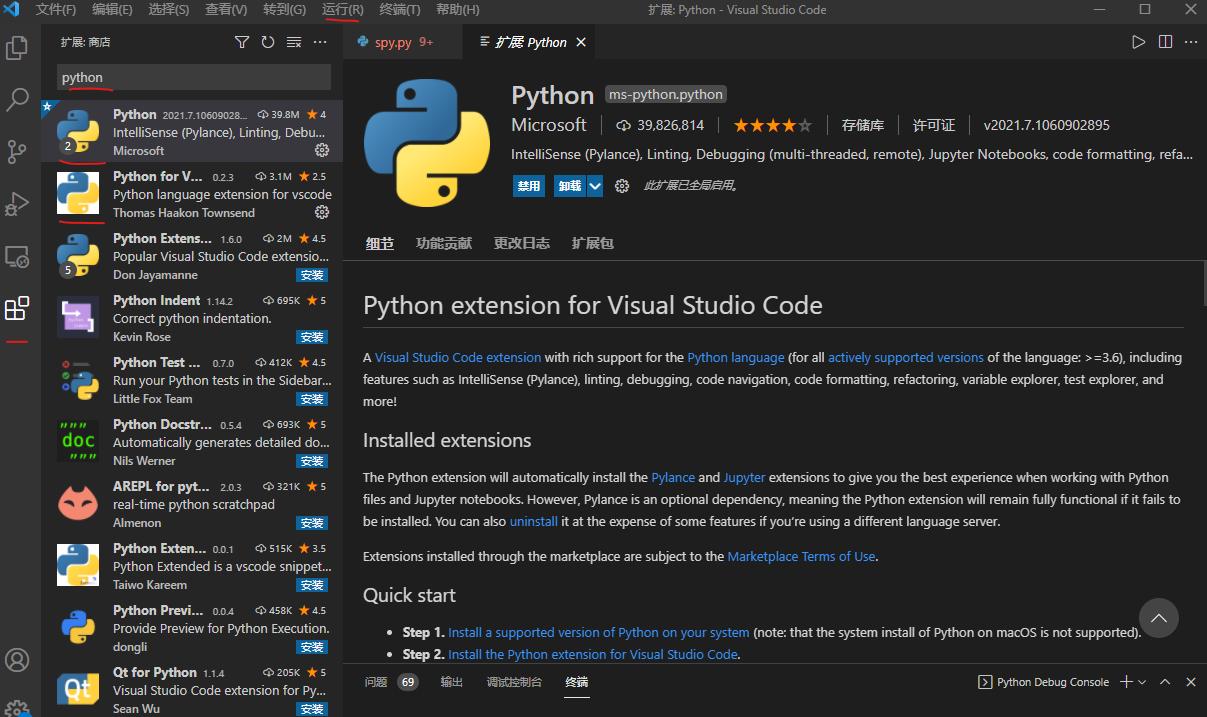 文件(F) 编辑(E) 选择(S) 查看(V) 转到(G) 运行(R) 终端(T) 帮助(H) 扩展: Python - Visual Studio Code
扩展: 商店
python
Python 2021.7.10609028... 39.8M 4
IntelliSense (Pylance), Linting, Debu...
2
Microsoft
Python for V... 0.2.3 3.1M 2.5
Python language extension for vscode
Thomas Haakon Townsend
Python Extens... 1.6.0 2M 4.5
Popular Visual Studio Code extensio...
5
Don Jayamanne 安装
Python Indent 1.14.2 695K 5
Correct python indentation.
Kevin Rose 安装
Python Test ... 0.7.0 412K 4.5
Run your Python tests in the Sidebar...
Little Fox Team 安装
"""
doc
"""
Python Docstr... 0.5.4 693K 5
Automatically generates detailed do...
Nils Werner 安装
AREPL for pyt... 2.0.3 321K 5
real-time python scratchpad
Almenon 安装
Python Exten... 0.0.1 515K 3.5
Python Extended is a vscode snippet...
Taiwo Kareem 安装
Python Previ... 0.0.4 458K 4.5
Provide Preview for Python Execution.
dongli 安装
Qt
Qt for Python 1.1.4 205K 5
Visual Studio Code extension for Py...
Sean Wu 安装
spy.py 9+ 扩展 Python
Python ms-python.python
Microsoft 39,826,814 存储库 许可证 v2021.7.1060902895
IntelliSense (Pylance), Linting, Debugging (multi-threaded, remote), Jupyter Notebooks, code formatting, refa...
禁用 卸载 此扩展已全局启用。
细节 功能贡献 更改日志 扩展包
Python extension for Visual Studio Code
A Visual Studio Code extension with rich support for the Python language (for all actively supported versions of the language: >=3.6), including
features such as IntelliSense (Pylance), linting, debugging, code navigation, code formatting, refactoring, variable explorer, test explorer, and
more!
Installed extensions
The Python extension will automatically install the Pylance and Jupyter extensions to give you the best experience when working with Python
files and Jupyter notebooks. However, Pylance is an optional dependency, meaning the Python extension will remain fully functional if it fails to
be installed. You can also uninstall it at the expense of some features if you're using a different language server.
Extensions installed through the marketplace are subject to the Marketplace Terms of Use.
Quick start
• Step 1. Install a supported version of Python on your system (note: that the system install of Python on macOS is not supported).
• Step 2. Install the Python extension for Visual Studio Code.
问题 69 输出 调试控制台 终端 Python Debug Console